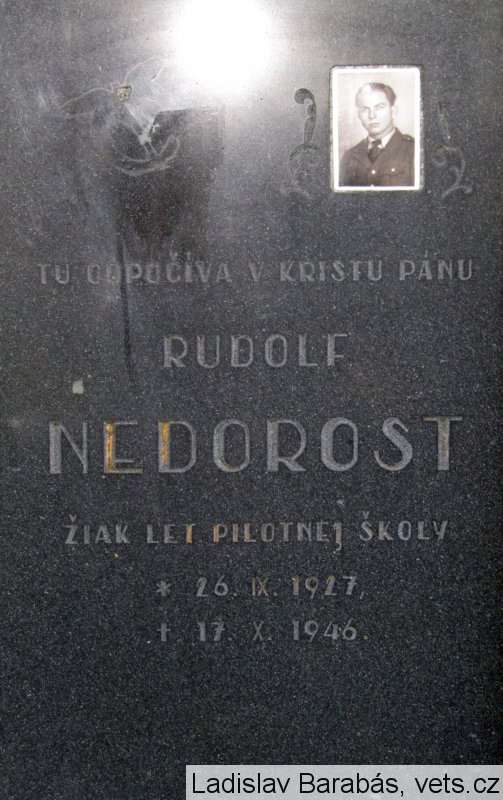 TU ODPOČÍVA V KRISTU PÁNU
RUDOLF
NEDOROST
ŽIAK LET. PILOTNEJ ŠKOLY
* 26. IX. 1927.
† 17. X. 1946.
Ladislav Barabás, vets.cz